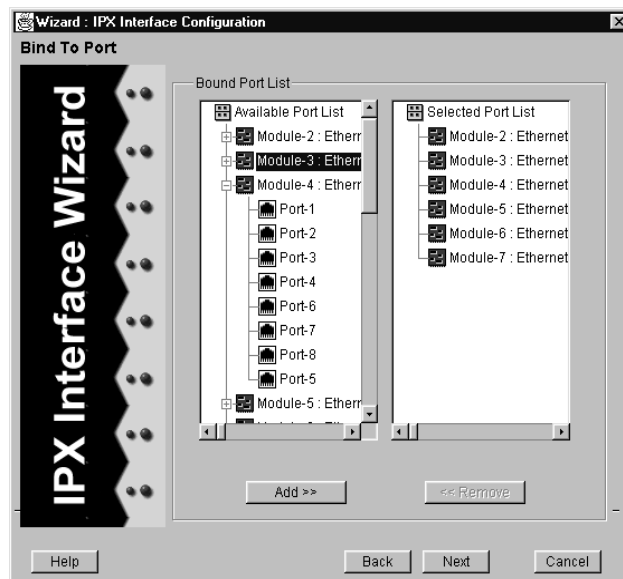 Wizard : IPX Interface Configuration
Bind To Port
IPX Interface Wizard
Bound Port List
Available Port List
Module-2 : Etherr
Module-3 : Ethern
Module-4 : Etherr
Port-1
Port-2
Port-3
Port-4
Port-6
Port-7
Port-8
Port-5
Module-5 : Etherr
Selected Port List
Module-2 : Ethernet
Module-3 : Ethernet
Module-4 : Ethernet
Module-5 : Ethernet
Module-6 : Ethernet
Module-7 : Ethernet
Add >>
<< Remove
Help
Back
Next
Cancel